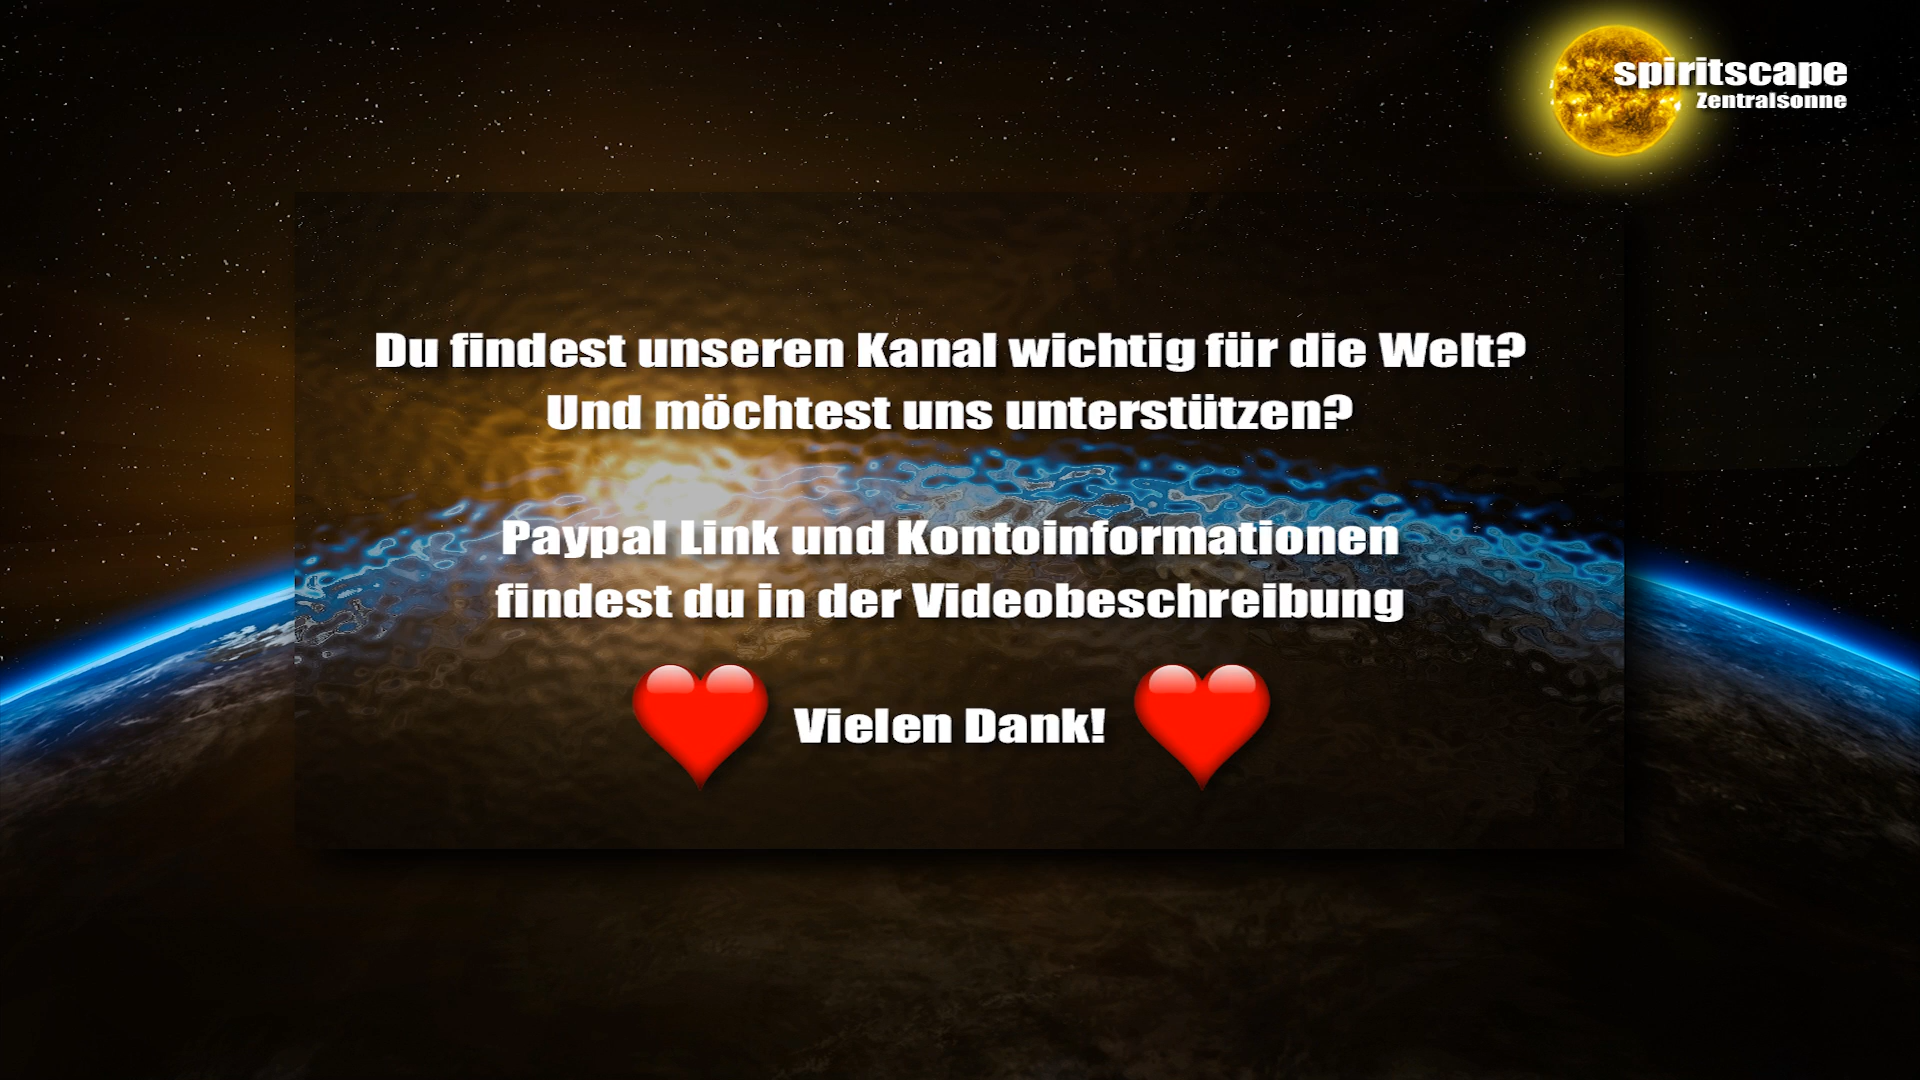 spiritscape
Zentralsonne
Du findest unseren Kanal wichtig für die Welt?
Und möchtest uns unterstützen?
Paypal Link und Kontoinformationen
findest du in der Videobeschreibung
Vielen Dank!